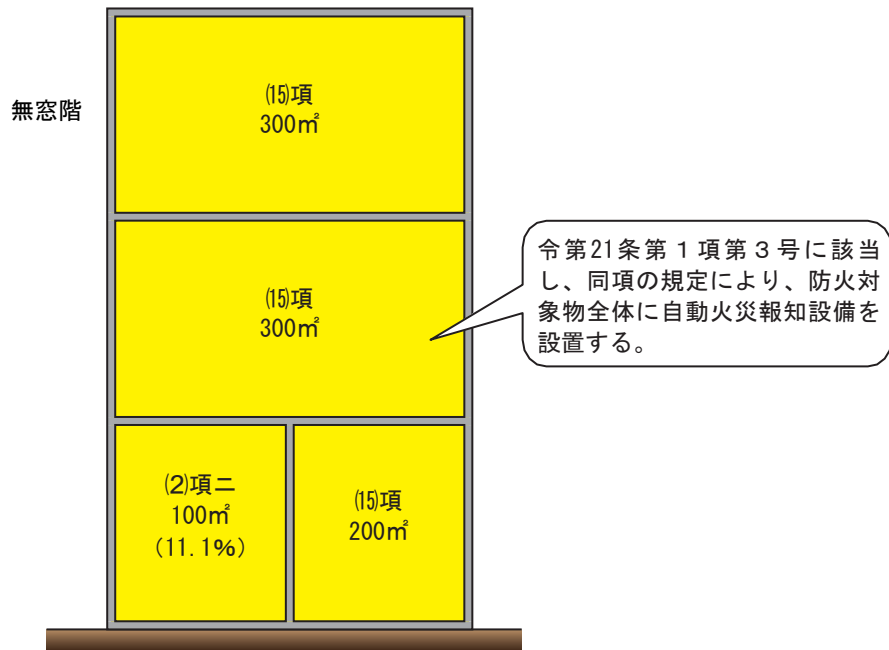 ⒂項
300㎡
無窓階
⒂項
300㎡
令第21条第1項第3号に該当
し、同項の規定により、防火対
象物全体に自動火災報知設備を
設置する。
⑵項ニ
100㎡
(11.1%)
⒂項
200㎡